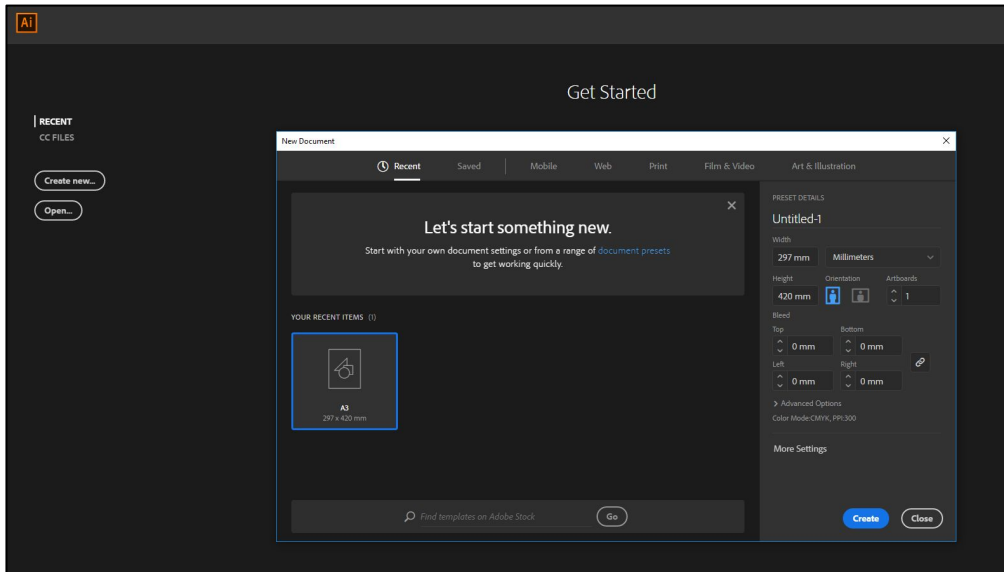 Ai
Get Started
RECENT
CC FILES
Create new...
Open...
New Document
Recent Saved Mobile Web Print Film & Video Art & Illustration
Let's start something new.
Start with your own document settings or from a range of document presets
to get working quickly.
YOUR RECENT ITEMS (1)
A3
297 x 420 mm
Find templates on Adobe Stock Go
PRESET DETAILS
Untitled-1
Width
297 mm Millimeters
Height Orientation Artboards
420 mm 1
Bleed
Top Bottom
0 mm 0 mm
Left Right
0 mm 0 mm
Advanced Options
Color Mode:CMYK, PPI:300
More Settings
Create Close